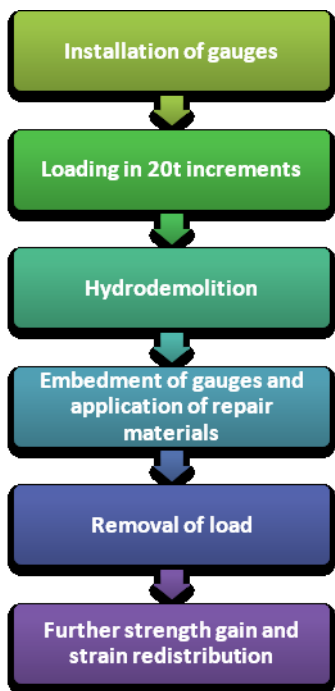 Installation of gauges
Loading in 20t increments
Hydrodemolition
Embedment of gauges and
application of repair
materials
Removal of load
Further strength gain and
strain redistribution